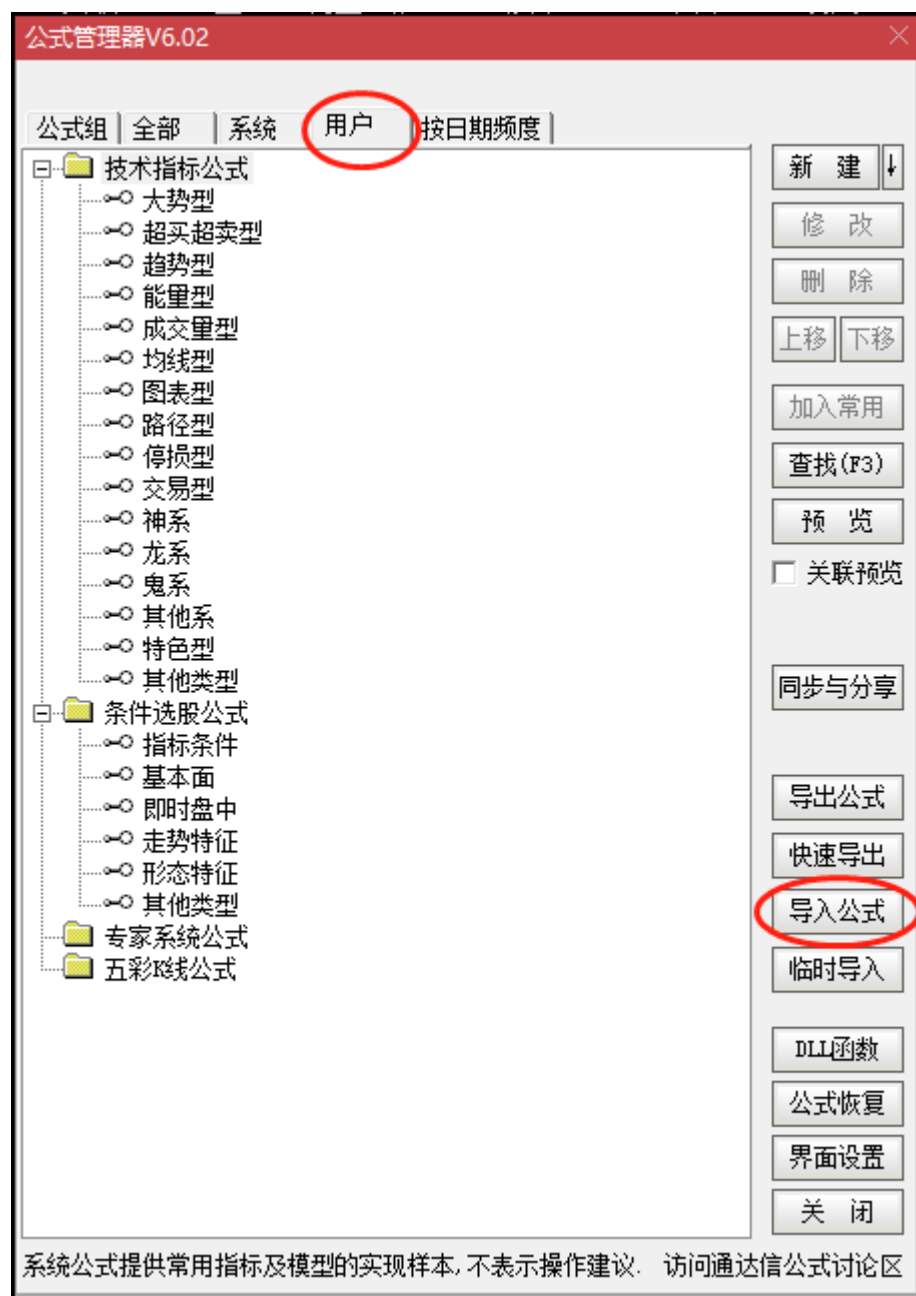 公式管理器V6.02
公式组 全部 系统 用户 按日期频度
技术指标公式
大势型
超买超卖型
趋势型
能量型
成交量型
均线型
图表型
路径型
停损型
交易型
神系
龙系
鬼系
其他系
特色型
其他类型
条件选股公式
指标条件
基本面
即时盘中
走势特征
形态特征
其他类型
专家系统公式
五彩K线公式
新 建
修 改
删 除
上移 下移
加入常用
查找(F3)
预 览
关联预览
同步与分享
导出公式
快速导出
导入公式
临时导入
DLL函数
公式恢复
界面设置
关 闭
系统公式提供常用指标及模型的实现样本,不表示操作建议. 访问通达信公式讨论区